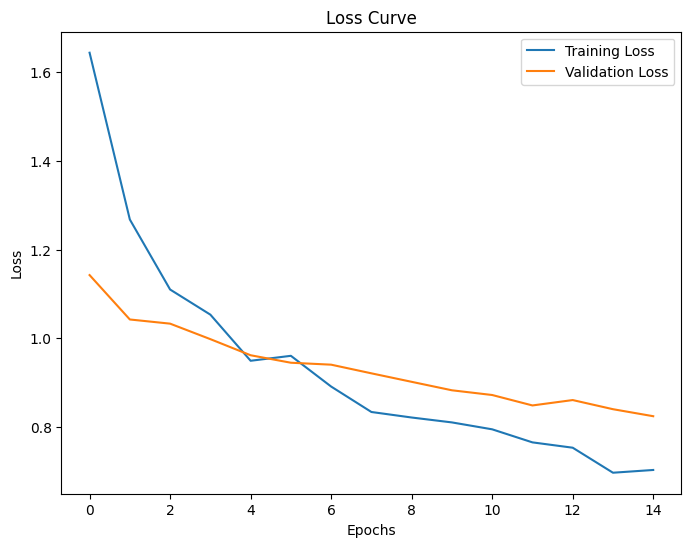 Loss Curve
Training Loss
Validation Loss
1.6
1.4
1.2
1.0
0.8
Loss
0 2 4 6 8 10 12 14
Epochs